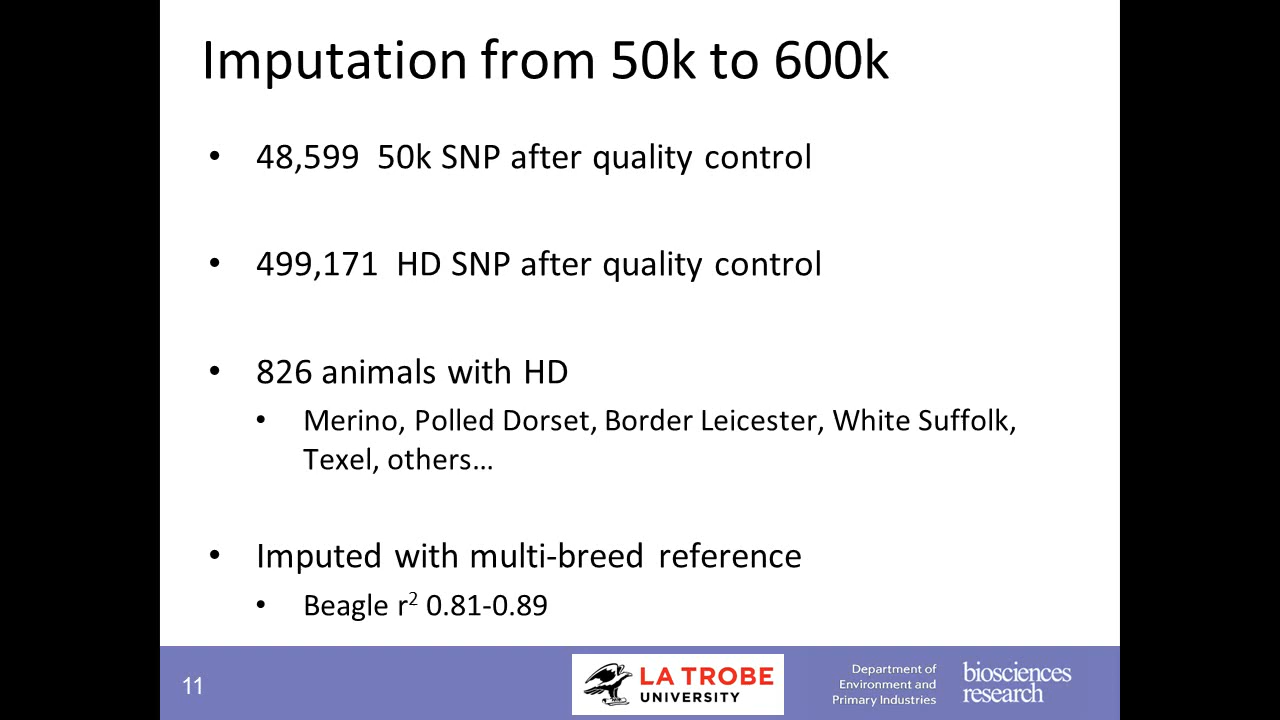 Imputation from 50k to 600k
• 48,599 50k SNP after quality control
• 499,171 HD SNP after quality control
• 826 animals with HD
• Merino, Polled Dorset, Border Leicester, White Suffolk,
Texel, others…
• Imputed with multi-breed reference
• Beagle r² 0.81-0.89
11
LA TROBE
UNIVERSITY
Department of
Environment and
Primary Industries
biosciences
research